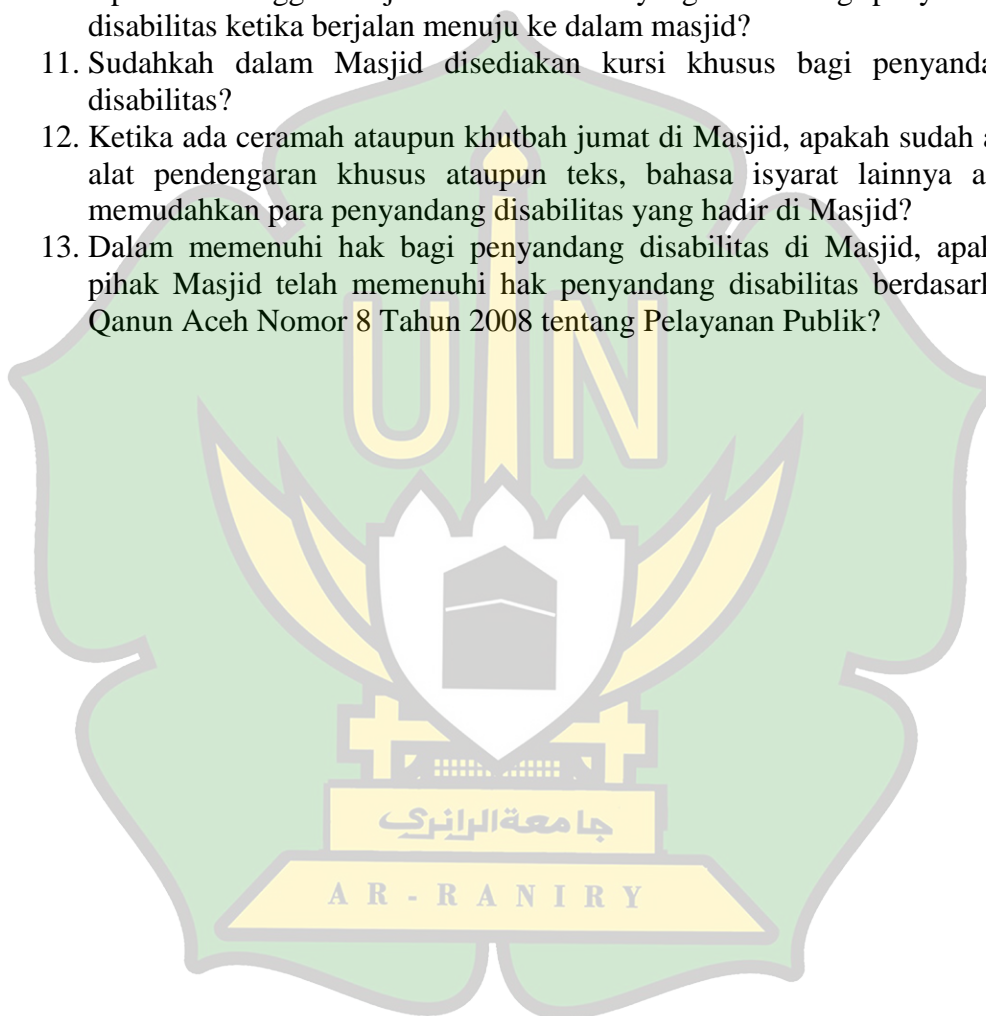 disabilitas ketika berjalan menuju ke dalam masjid?
11. Sudahkah dalam Masjid disediakan kursi khusus bagi
disabilitas?
12. Ketika ada ceramah ataupun khutbah jumat di Masjid, apakah sudah
alat pendengaran khusus ataupun teks, bahasa isyarat lainnya
memudahkan para penyandang disabilitas yang hadir di Masjid?
13. Dalam memenuhi hak bagi penyandang disabilitas di Masjid,
pihak Masjid telah memenuhi hak penyandang disabilitas
Qanun Aceh Nomor 8 Tahun 2008 tentang Pelayanan Publik?
UIN
جامعة الرانري
AR-RANIRY